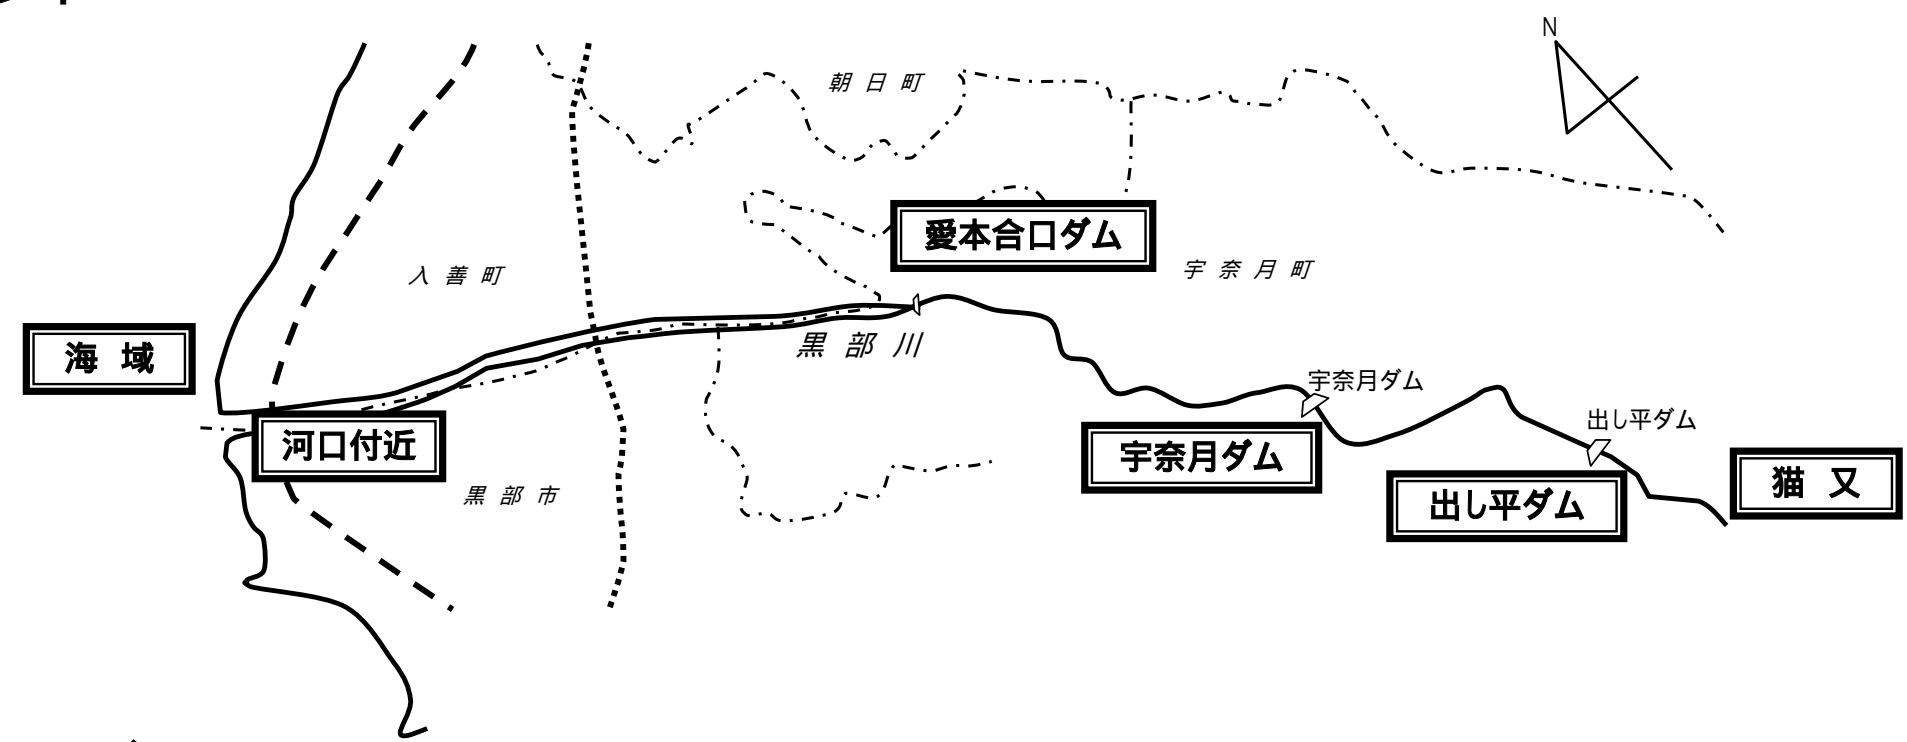 N
朝日町
愛本合口ダム
入善町
宇奈月町
海 域
黒部川
宇奈月ダム
河口付近
出し平ダム
宇奈月ダム
黒部市
出し平ダム
猫 又